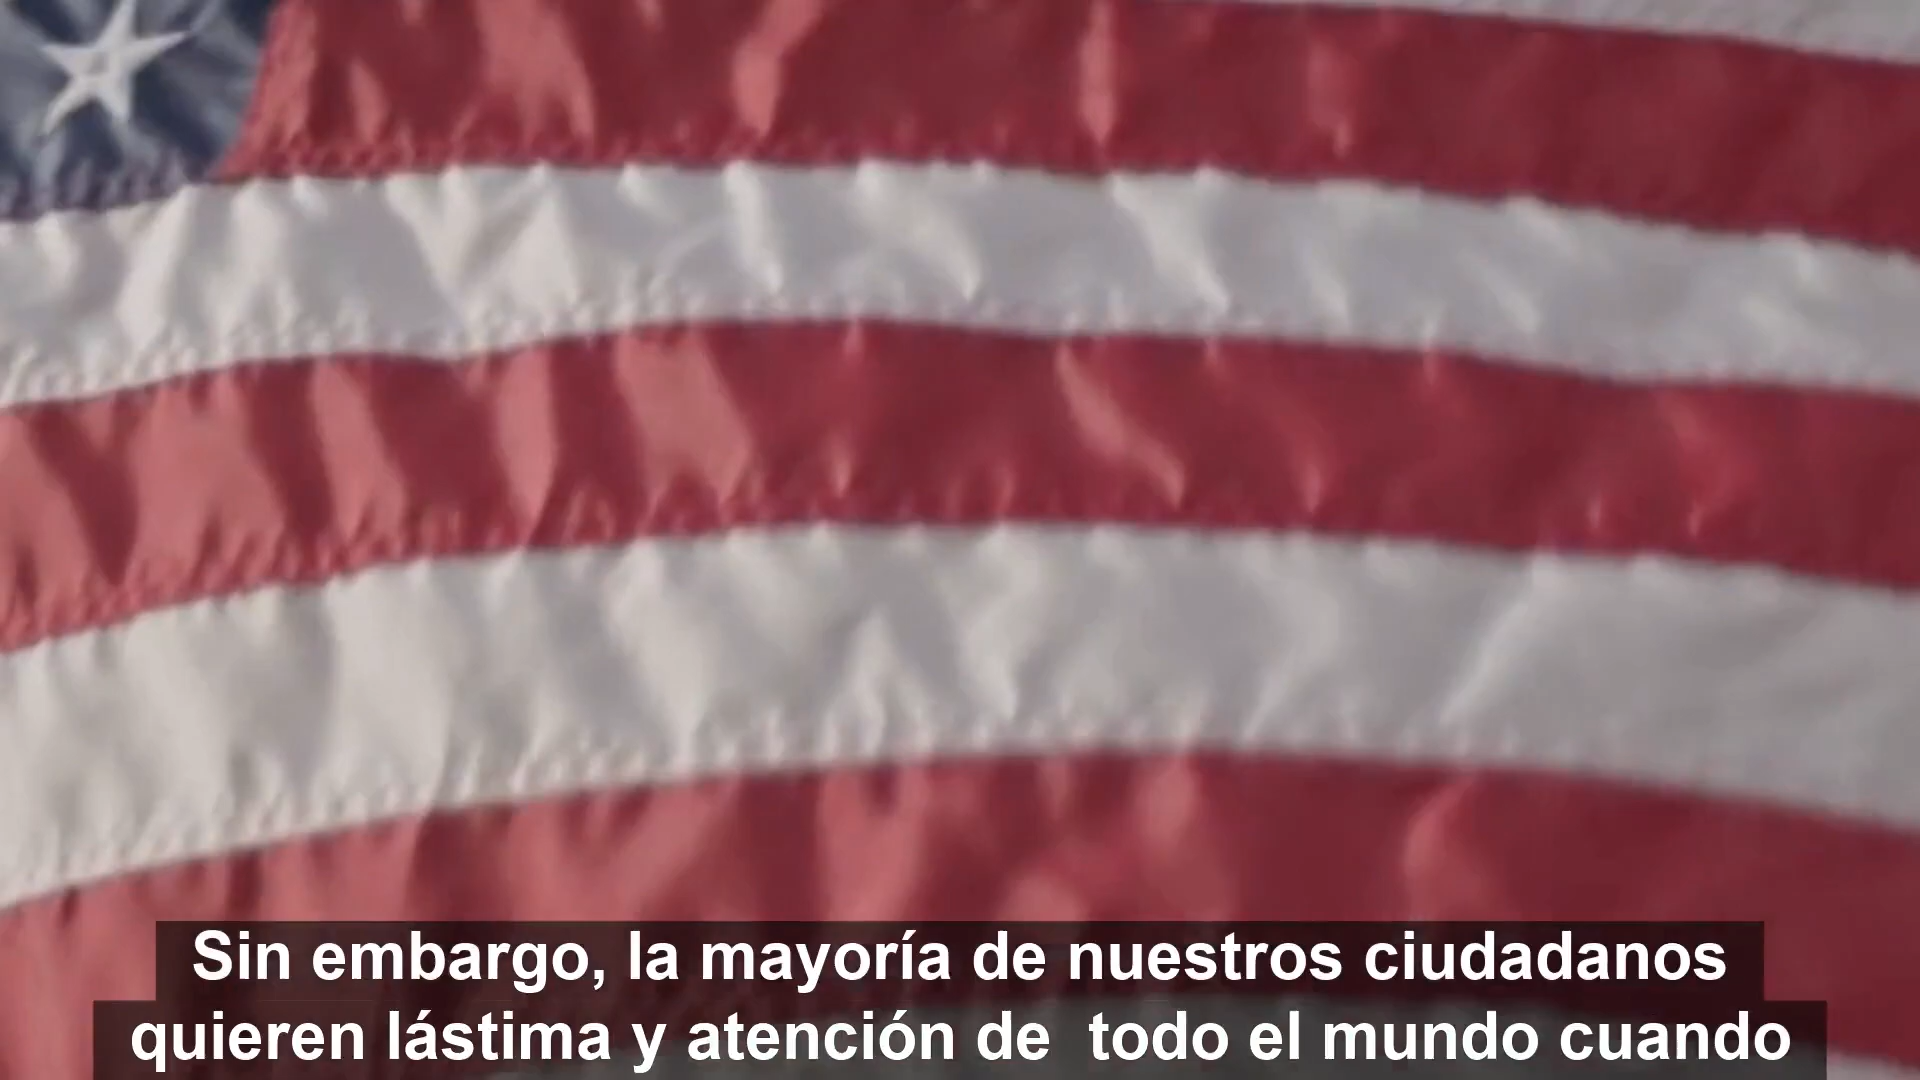 Sin embargo, la mayoría de nuestros ciudadanos
quieren lástima y atención de  todo el mundo cuando